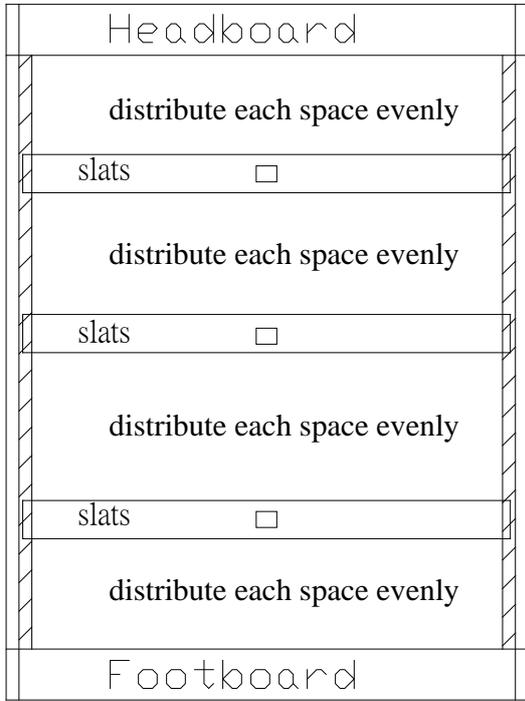 Headboard
distribute each space evenly
slats
distribute each space evenly
slats
distribute each space evenly
slats
distribute each space evenly
Footboard